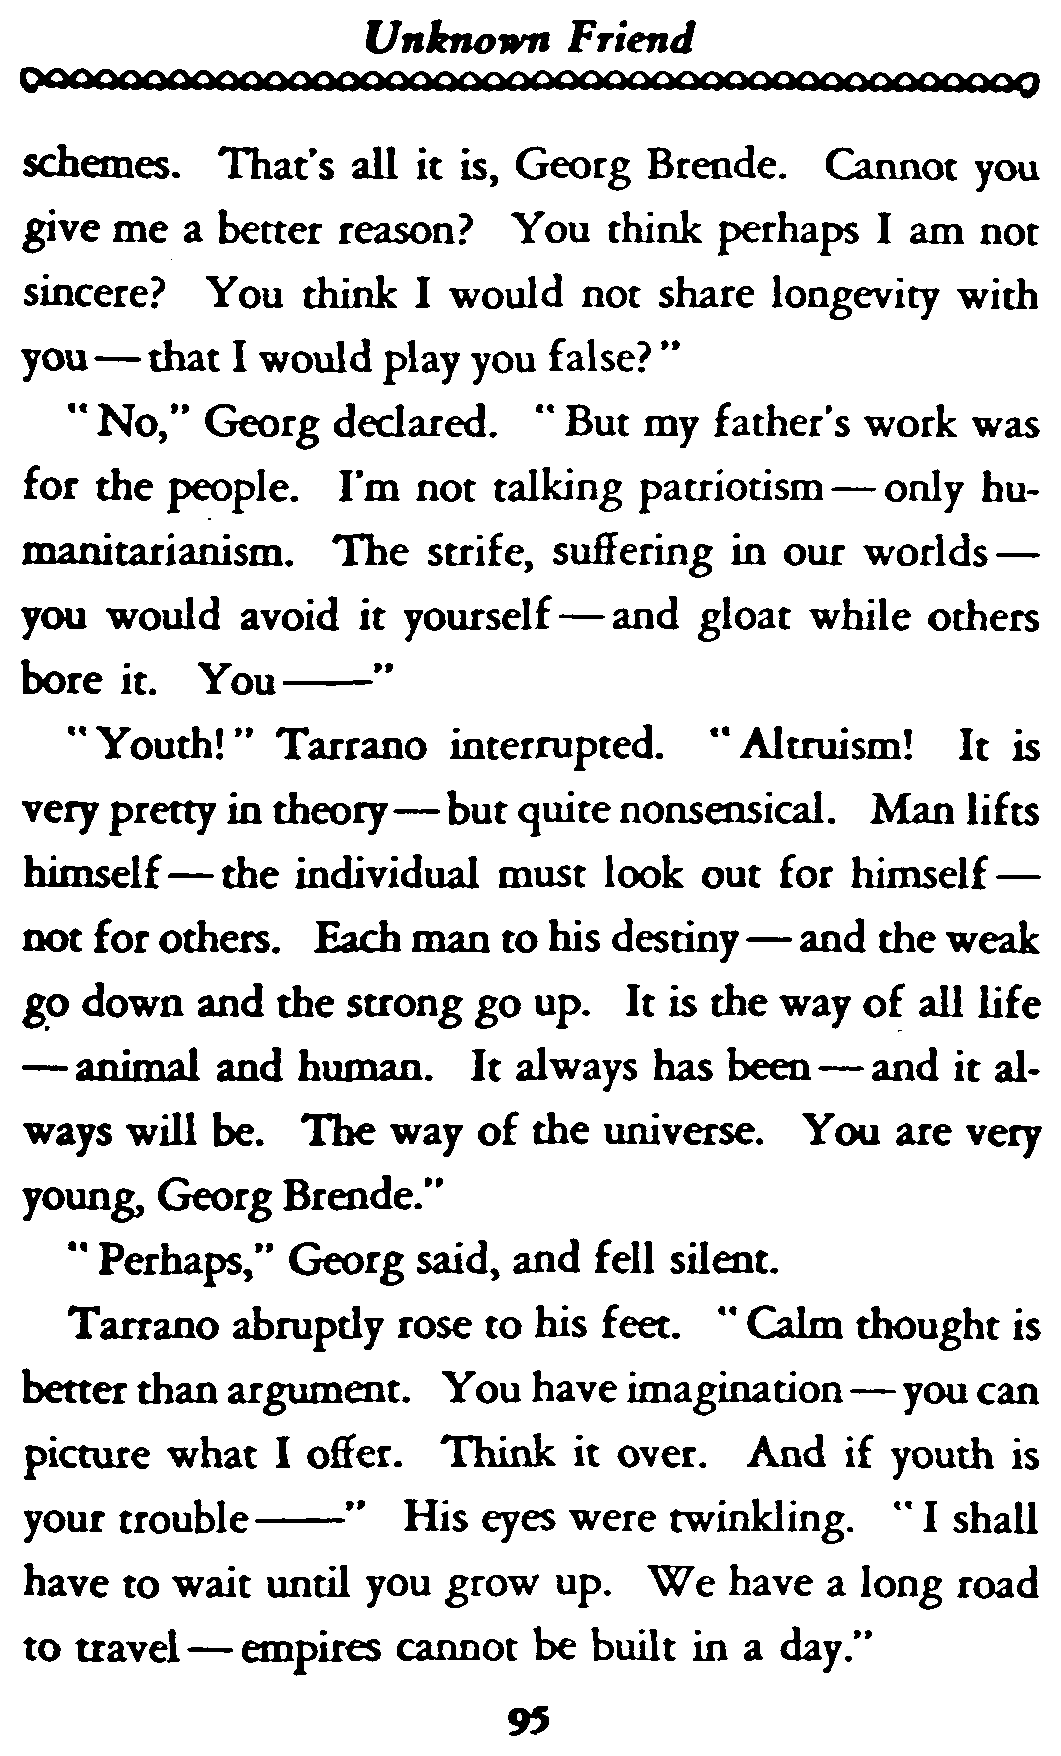 Unknown Friend
schemes. That's all it is, Georg Brende. Cannot you
give me a better reason? You think perhaps I am not
sincere? You think I would not share longevity with
you—that I would play you false?"
"No," Georg declared. "But my father's work was
for the people. I'm not talking patriotism—only hu-
manitarianism. The strife, suffering in our worlds—
you would avoid it yourself—and gloat while others
bore it. You——"
"Youth!" Tarrano interrupted. "Altruism! It is
very pretty in theory—but quite nonsensical. Man lifts
himself—the individual must look out for himself—
not for others. Each man to his destiny—and the weak
go down and the strong go up. It is the way of all life
—animal and human. It always has been—and it al-
ways will be. The way of the universe. You are very
young, Georg Brende."
"Perhaps," Georg said, and fell silent.
Tarrano abruptly rose to his feet. "Calm thought is
better than argument. You have imagination—you can
picture what I offer. Think it over. And if youth is
your trouble——" His eyes were twinkling. "I shall
have to wait until you grow up. We have a long road
to travel—empires cannot be built in a day."
95